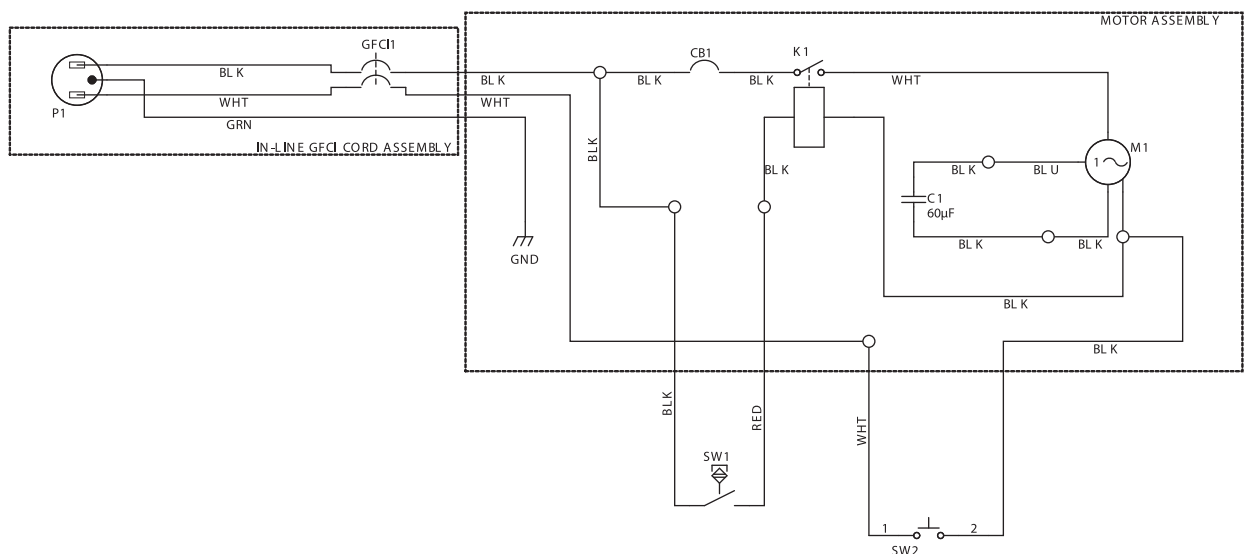 MOTOR ASSEMBLY
GFCI1
CB1
K1
BLK
BLK
BLK
BLK
WHT
P1
WHT
WHT
GRN
IN-LINE GFCI CORD ASSEMBLY
BLK
BLK
BLK
BLU
1
M1
C1
60µF
BLK
BLK
GND
BLK
BLK
BLK
RED
WHT
SW1
1
2
SW2